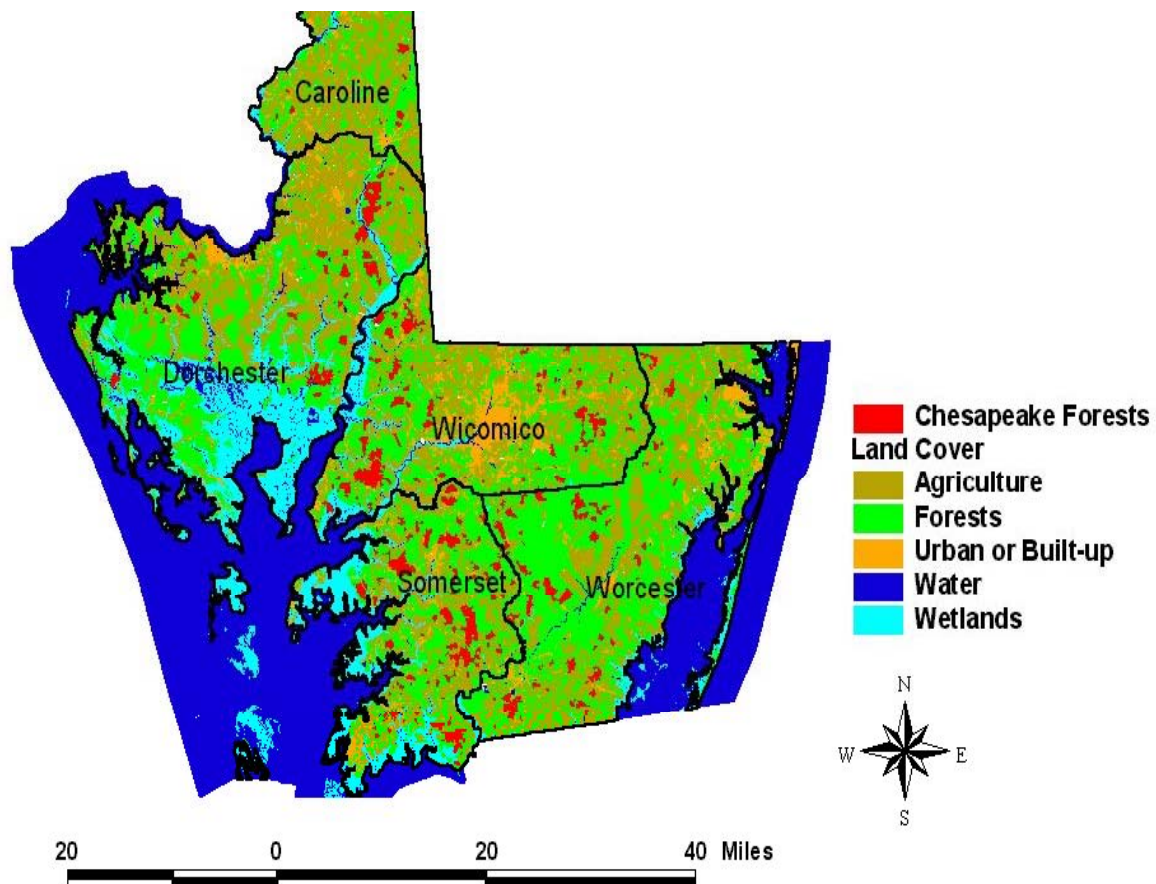 Caroline
Dorchester
Wicomico
Somerset
Worcester
Chesapeake Forests
Land Cover
Agriculture
Forests
Urban or Built-up
Water
Wetlands
N
W E
S
20 0 20 40 Miles